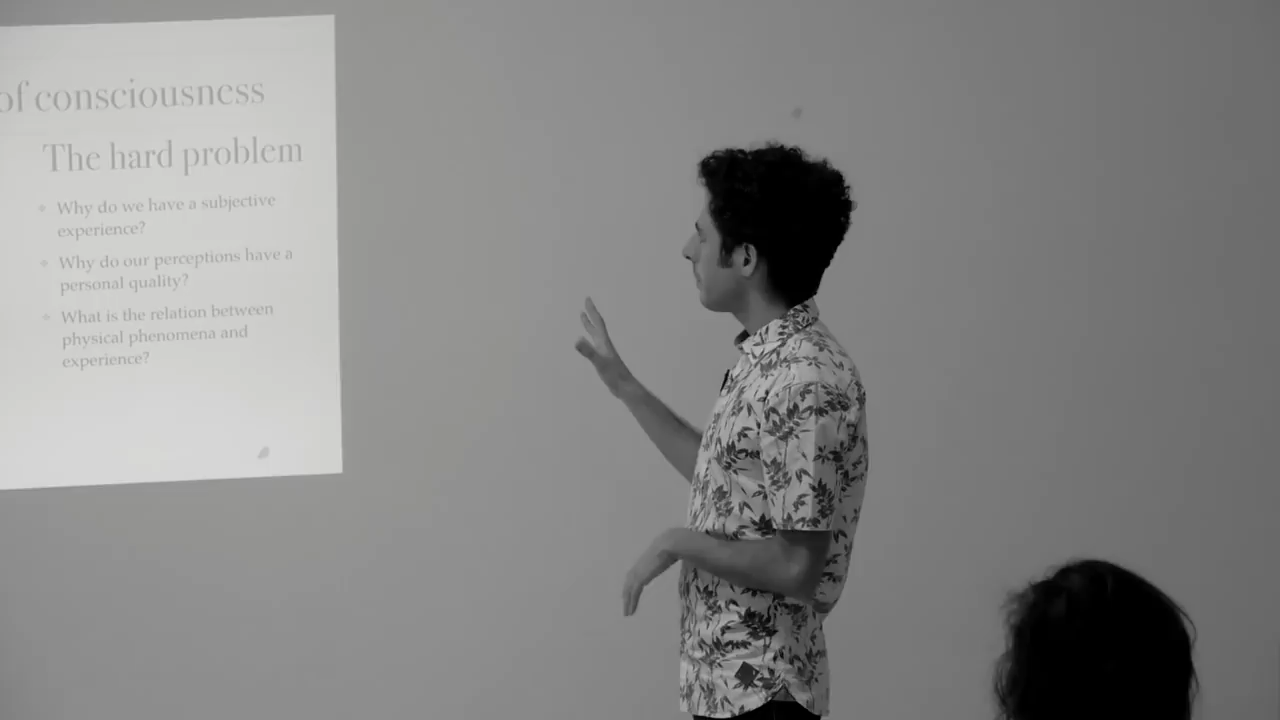 of consciousness
The hard problem
Why do we have a subjective
experience?
Why do our perceptions have a
personal quality?
What is the relation between
physical phenomena and
experience?